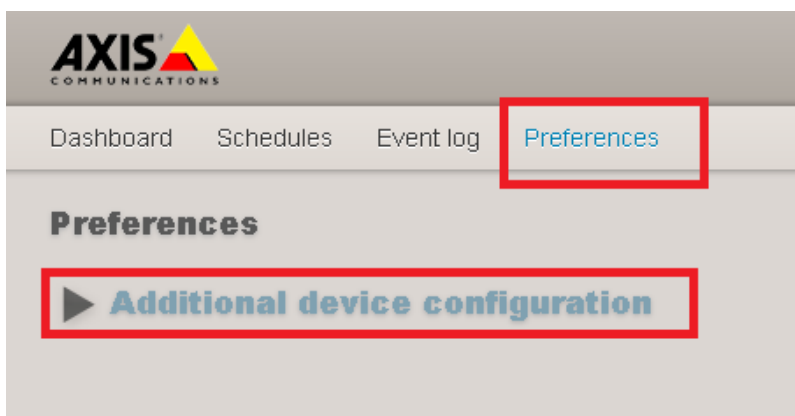 AXIS
COMMUNICATIONS
Dashboard Schedules Event log Preferences
Preferences
Additional device configuration